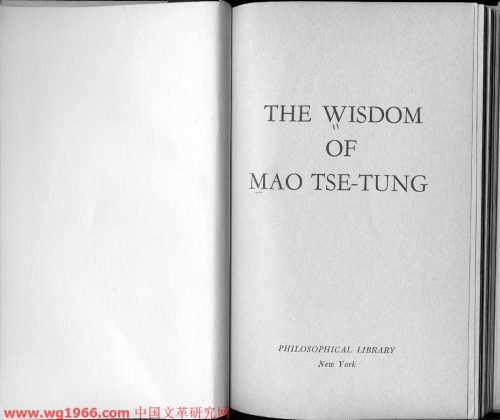 THE WISDOM
OF
MAO TSE-TUNG
PHILOSOPHICAL LIBRARY
New York
www.wg1966.com 中国文革研究网